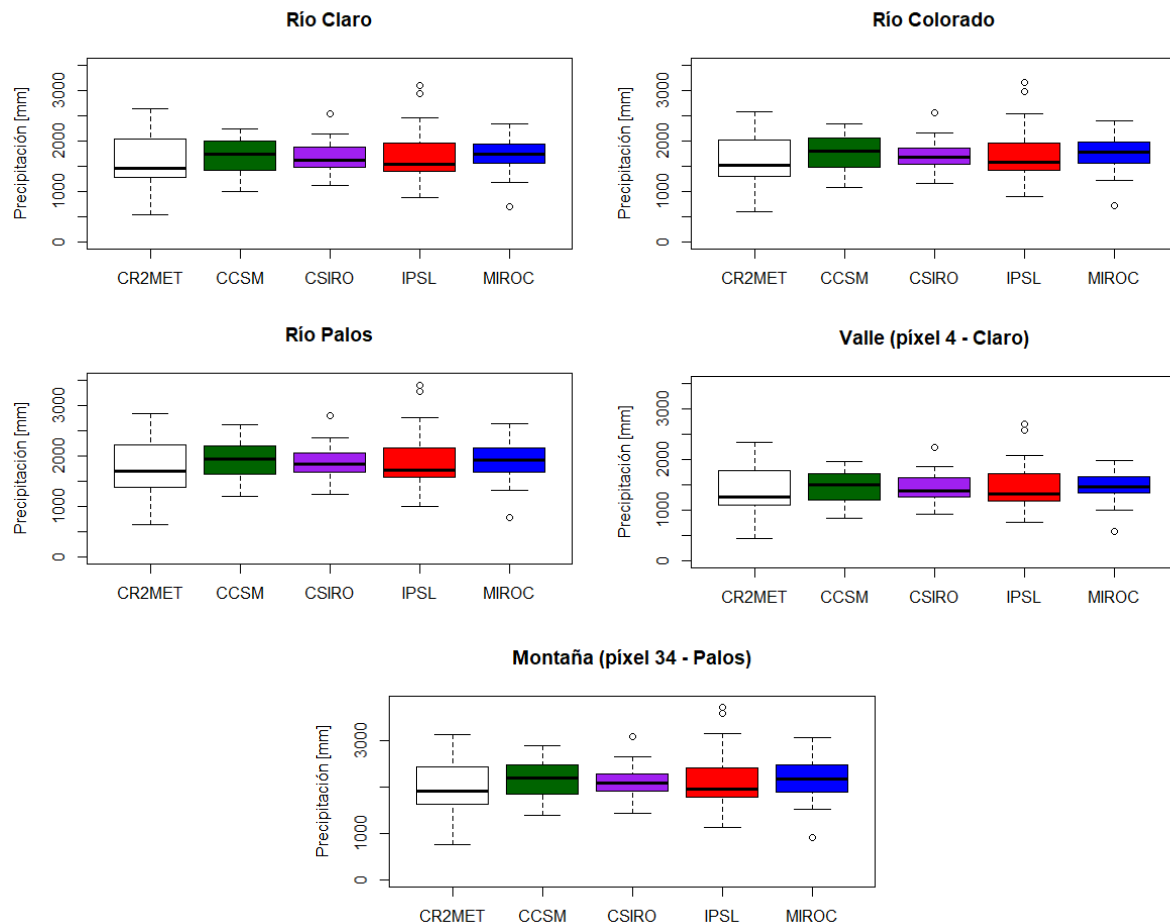 Río Claro
Precipitación [mm]
3000
2000
1000
0
CR2MET CCSM CSIRO IPSL MIROC
Río Colorado
Precipitación [mm]
3000
2000
1000
0
CR2MET CCSM CSIRO IPSL MIROC
Río Palos
Precipitación [mm]
3000
2000
1000
0
CR2MET CCSM CSIRO IPSL MIROC
Valle (píxel 4 - Claro)
Precipitación [mm]
3000
2000
1000
0
CR2MET CCSM CSIRO IPSL MIROC
Montaña (píxel 34 - Palos)
Precipitación [mm]
3000
1000
0
CR2MET CCSM CSIRO IPSL MIROC